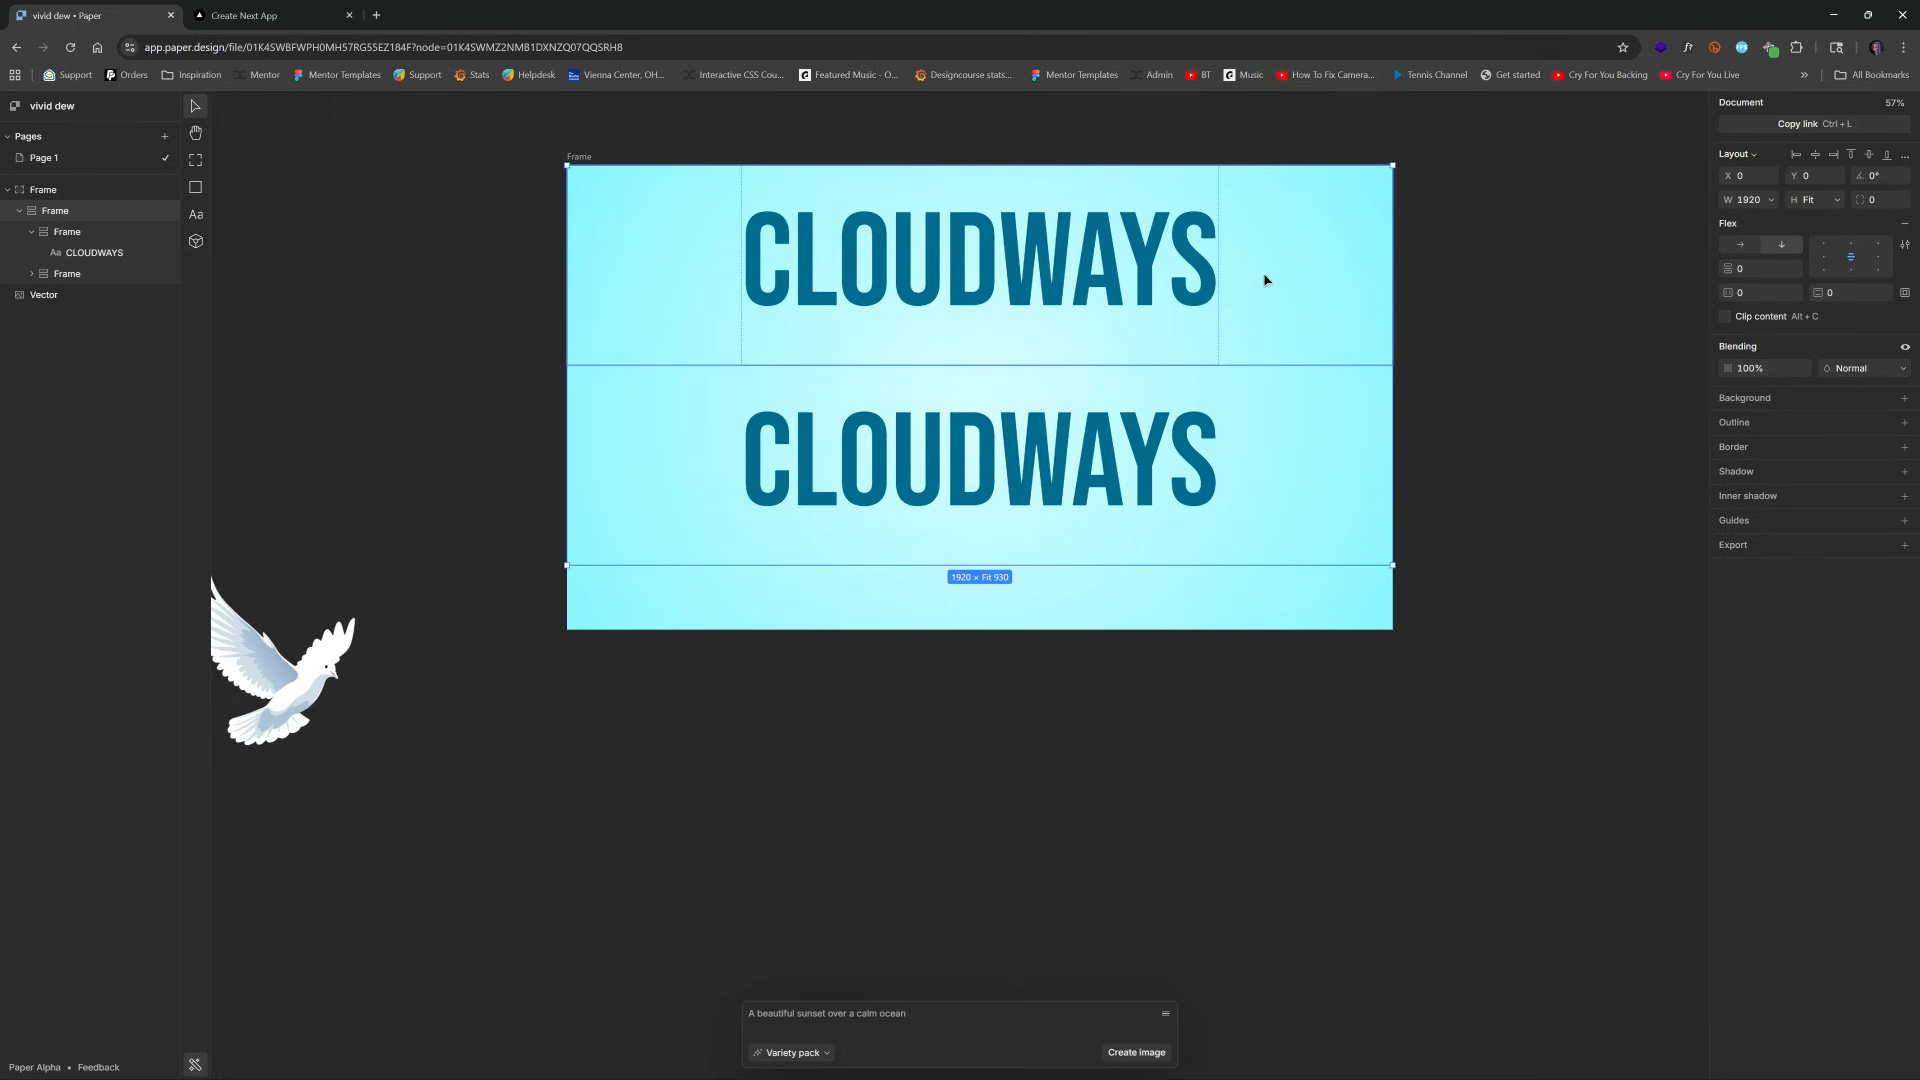 vivid dew • Paper
Create Next App
app.paper.design/file/01K4SWBFWPH0MH57RG55EZ184F?node=01K4SWMZ2NMB1DXNZQ07QQSRH8
Support
Orders
Inspiration
Mentor
Mentor Templates
Support
Stats
Helpdesk
Vienna Center, OH...
Interactive CSS Cou...
Featured Music - O...
Designcourse stats...
Mentor Templates
Admin
BT
Music
How To Fix Camera...
Tennis Channel
Get started
Cry For You Backing
Cry For You Live
All Bookmarks
vivid dew
Pages
Page 1
Frame
Frame
Frame
Aa CLOUDWAYS
Frame
Vector
Aa
Frame
CLOUDWAYS
CLOUDWAYS
1920 × Fit 930
A beautiful sunset over a calm ocean
Variety pack
Create image
Document 57%
Copy link Ctrl + L
Layout
X 0 Y 0 0°
W 1920 H Fit 0
Flex
0
0 0
Clip content Alt + C
Blending
100% Normal
Background
Outline
Border
Shadow
Inner shadow
Guides
Export
Paper Alpha • Feedback